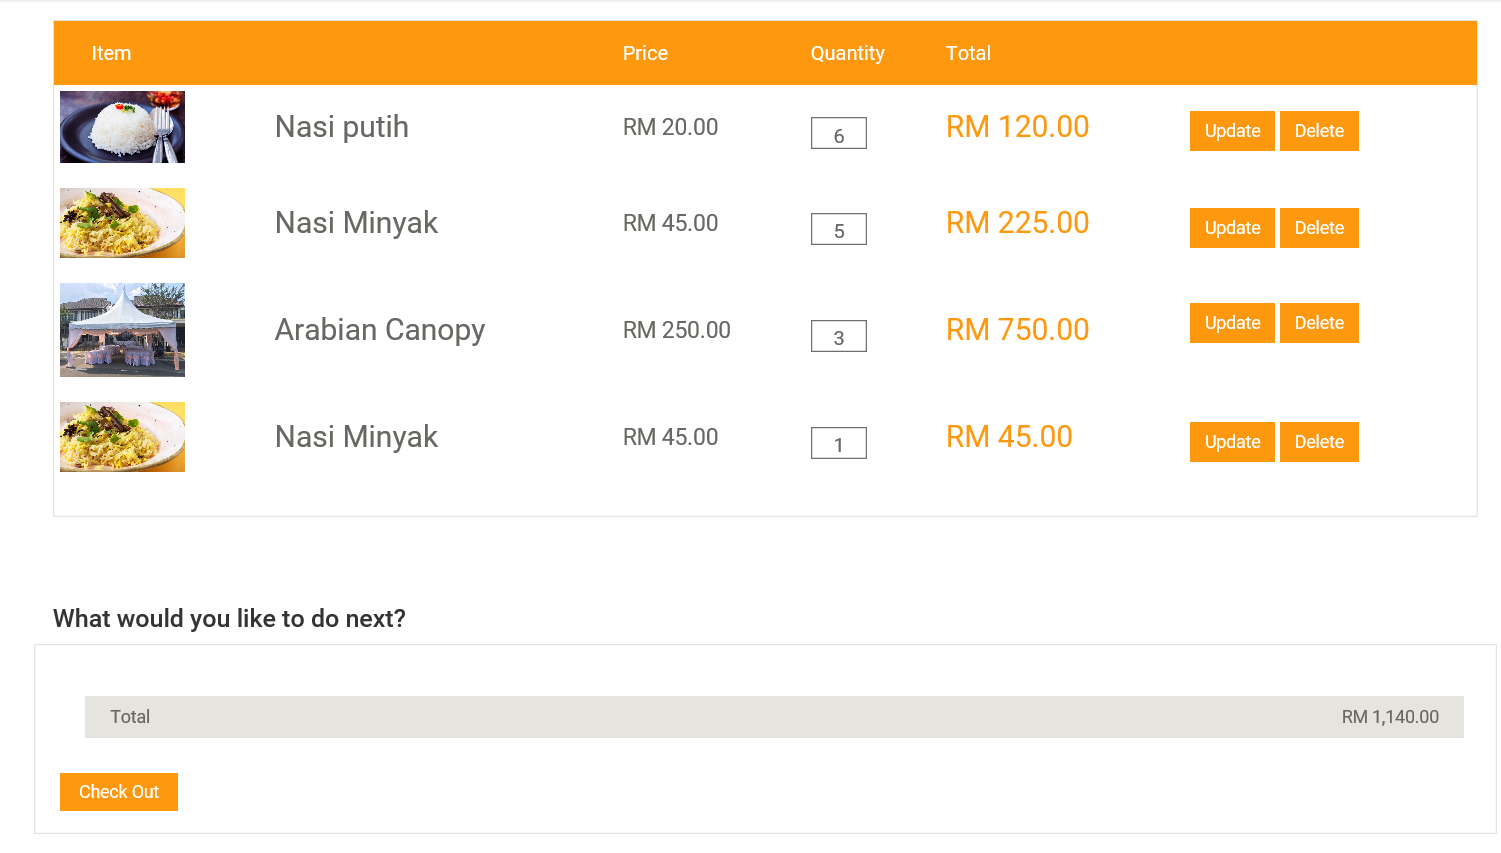 Item Price Quantity Total
Nasi putih RM 20.00 6 RM 120.00 Update Delete
Nasi Minyak RM 45.00 5 RM 225.00 Update Delete
Arabian Canopy RM 250.00 3 RM 750.00 Update Delete
Nasi Minyak RM 45.00 1 RM 45.00 Update Delete
What would you like to do next?
Total RM 1,140.00
Check Out